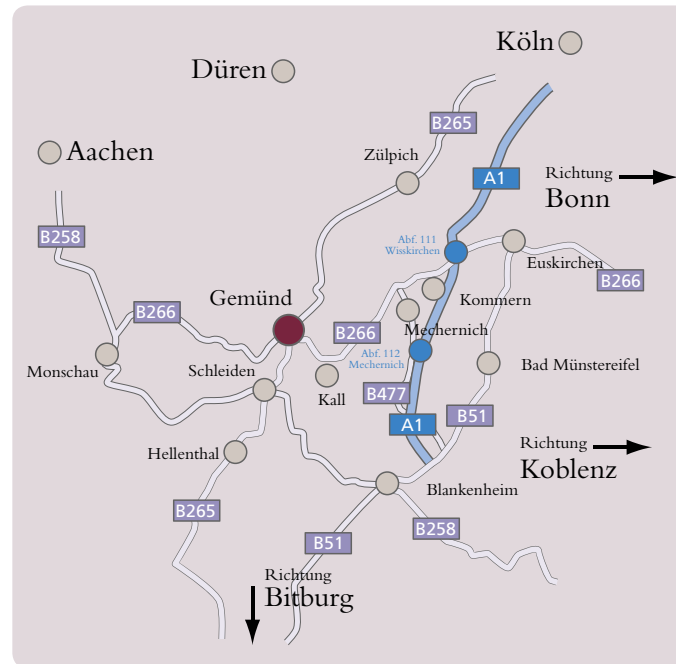 Köln
Düren
B265
Aachen
Zülpich
A1
Richtung
Bonn
B258
Abf. 111
Wisskirchen
Euskirchen
B266
Gemünd
B266
Kommern
B266
Mechernich
Abf. 112
Mechernich
Monschau
Schleiden
Kall
B477
Bad Münstereifel
B51
A1
Hellenthal
Richtung
Koblenz
Blankenheim
B265
B258
B51
Richtung
Bitburg